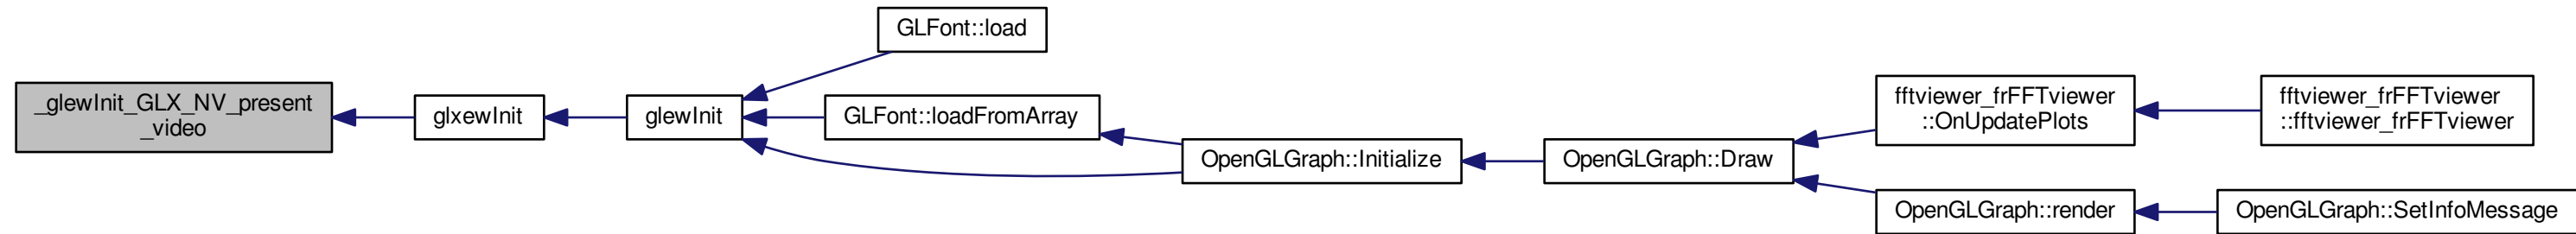 _glewInit_GLX_NV_present
_video
glxewInit
glewInit
GLFont::load
GLFont::loadFromArray
OpenGLGraph::Initialize
OpenGLGraph::Draw
fftviewer_frFFTviewer
::OnUpdatePlots
fftviewer_frFFTviewer
::fftviewer_frFFTviewer
OpenGLGraph::render
OpenGLGraph::SetInfoMessage